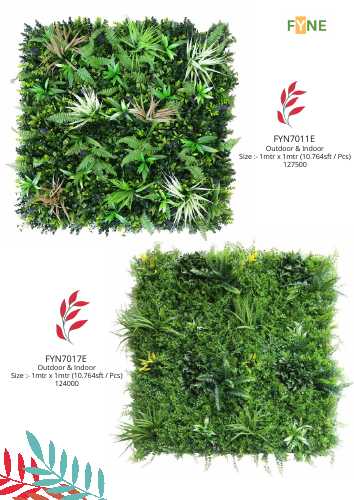 FYNE
FYN7011E
Outdoor & Indoor
Size :- 1mtr x 1mtr (10.764sft / Pcs)
127500
FYN7017E
Outdoor & Indoor
Size :- 1mtr x 1mtr (10.764sft / Pcs)
124000